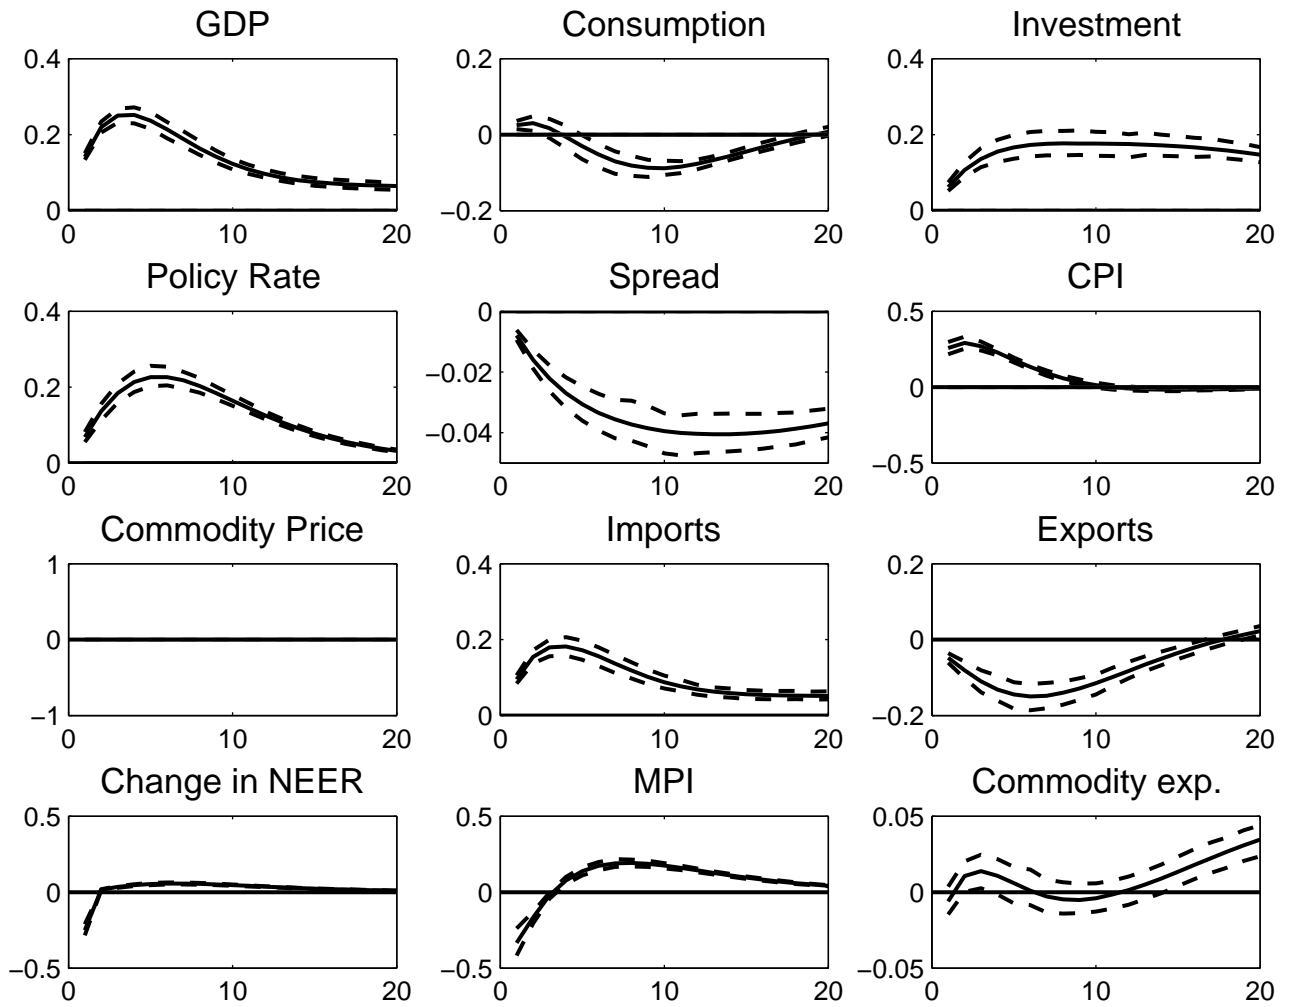 GDP Consumption Investment
0.4 0.2 0.4
0.2 0 0.2
0 −0.2 0
0 10 20 0 10 20 0 10 20
Policy Rate Spread CPI
0.4 0 0.5
−0.02
0.2 0
−0.04
0 −0.5
0 10 20 0 10 20 0 10 20
Commodity Price Imports Exports
1 0.4 0.2
0 0.2 0
−1 0 −0.2
0 10 20 0 10 20 0 10 20
Change in NEER MPI Commodity exp.
0.5 0.5 0.05
0 0 0
−0.5 −0.5 −0.05
0 10 20 0 10 20 0 10 20